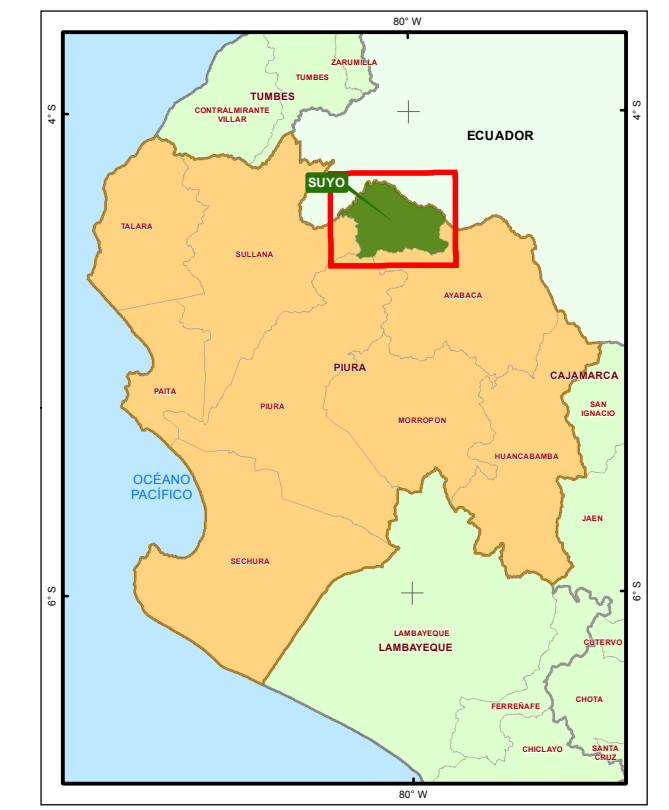 80° W
ZARUMILLA
TUMBES
TUMBES
CONTRALMIRANTE
VILLAR
4° S
4° S
ECUADOR
SUYO
TALARA
SULLANA
AYABACA
PIURA
CAJAMARCA
PAITA
PIURA
SAN
IGNACIO
MORROPON
HUANCABAMBA
OCÉANO
PACÍFICO
JAEN
SECHURA
6° S
6° S
LAMBAYEQUE
LAMBAYEQUE
CUTERVO
CHOTA
FERREÑAFE
CHICLAYO
SANTA
CRUZ
80° W